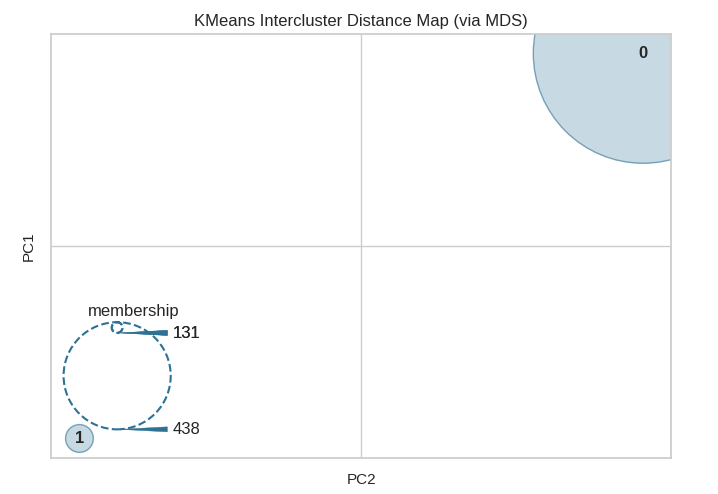 KMeans Intercluster Distance Map (via MDS)
0
PC1
membership
131
438
1
PC2